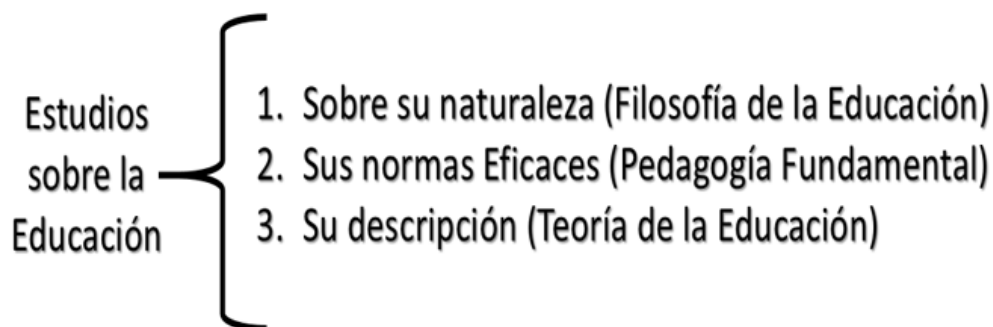 Estudios
sobre la
Educación
1. Sobre su naturaleza (Filosofía de la Educación)
2. Sus normas Eficaces (Pedagogía Fundamental)
3. Su descripción (Teoría de la Educación)